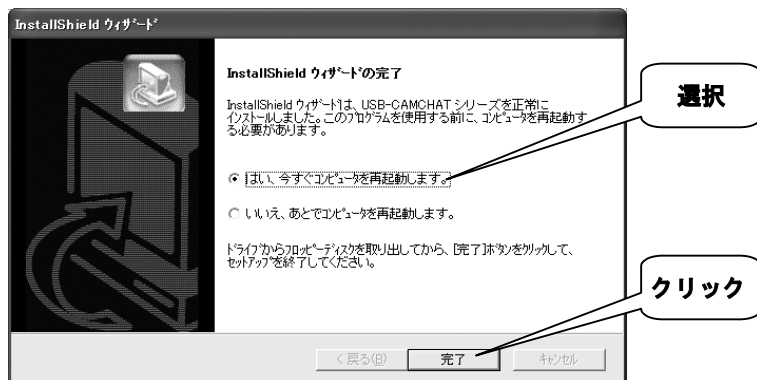 InstallShield ウィザード
InstallShield ウィザードの完了
InstallShield ウィザードは、USB-CAMCHAT シリーズを正常に
インストールしました。このプログラムを使用する前に、コンピュータを再起動す
る必要があります。
選択
はい、今すぐコンピュータを再起動します。
いいえ、あとでコンピュータを再起動します。
ドライブからフロッピーディスクを取り出してから、[完了]ボタンをクリックして、
セットアップを終了してください。
クリック
< 戻る(B)
完了
キャンセル